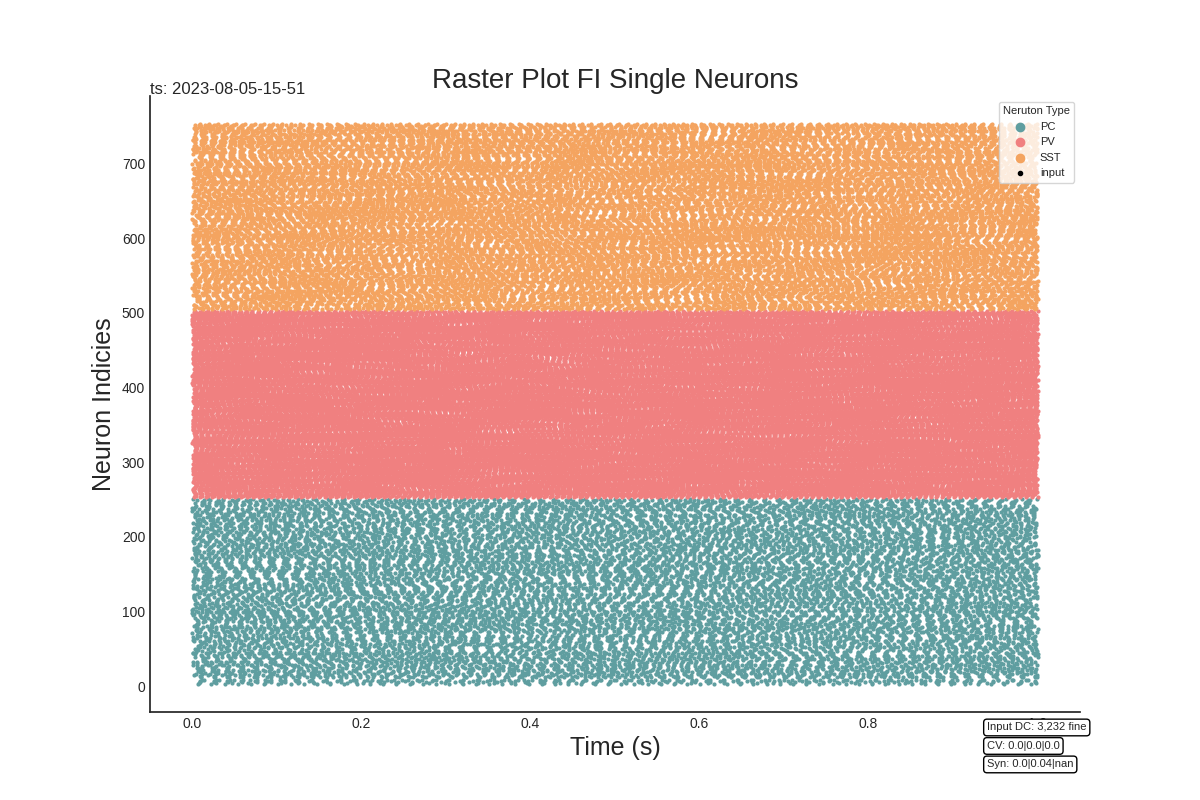 Raster Plot FI Single Neurons
ts: 2023-08-05-15-51
Neruton Type
PC
PV
SST
input
700
600
500
400
300
200
100
0
Neuron Indicies
0.0 0.2 0.4 0.6 0.8
Time (s)
Input DC: 3,232 fine
CV: 0.0|0.0|0.0
Syn: 0.0|0.04|nan